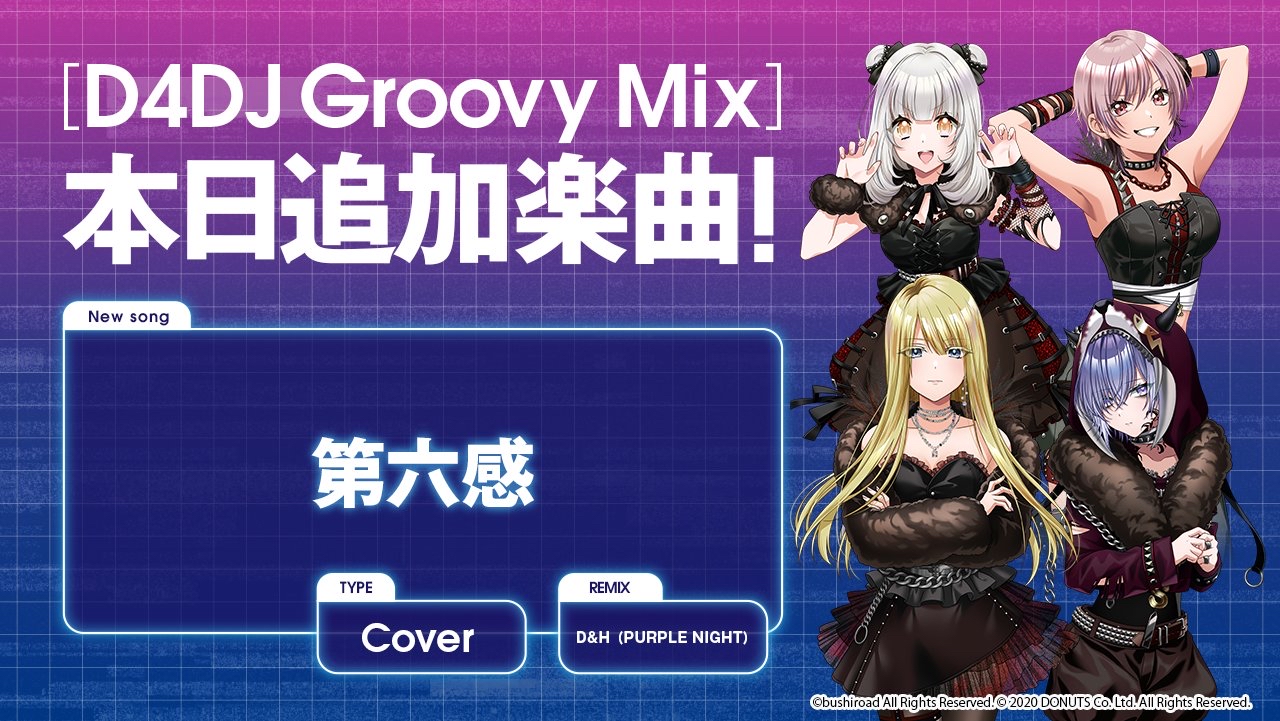 [D4DJ Groovy Mix]
本日追加楽曲!
New song
第六感
TYPE
Cover
REMIX
D&H (PURPLE NIGHT)
©bushiroad All Rights Reserved. © 2020 DONUTS Co. Ltd. All Rights Reserved.